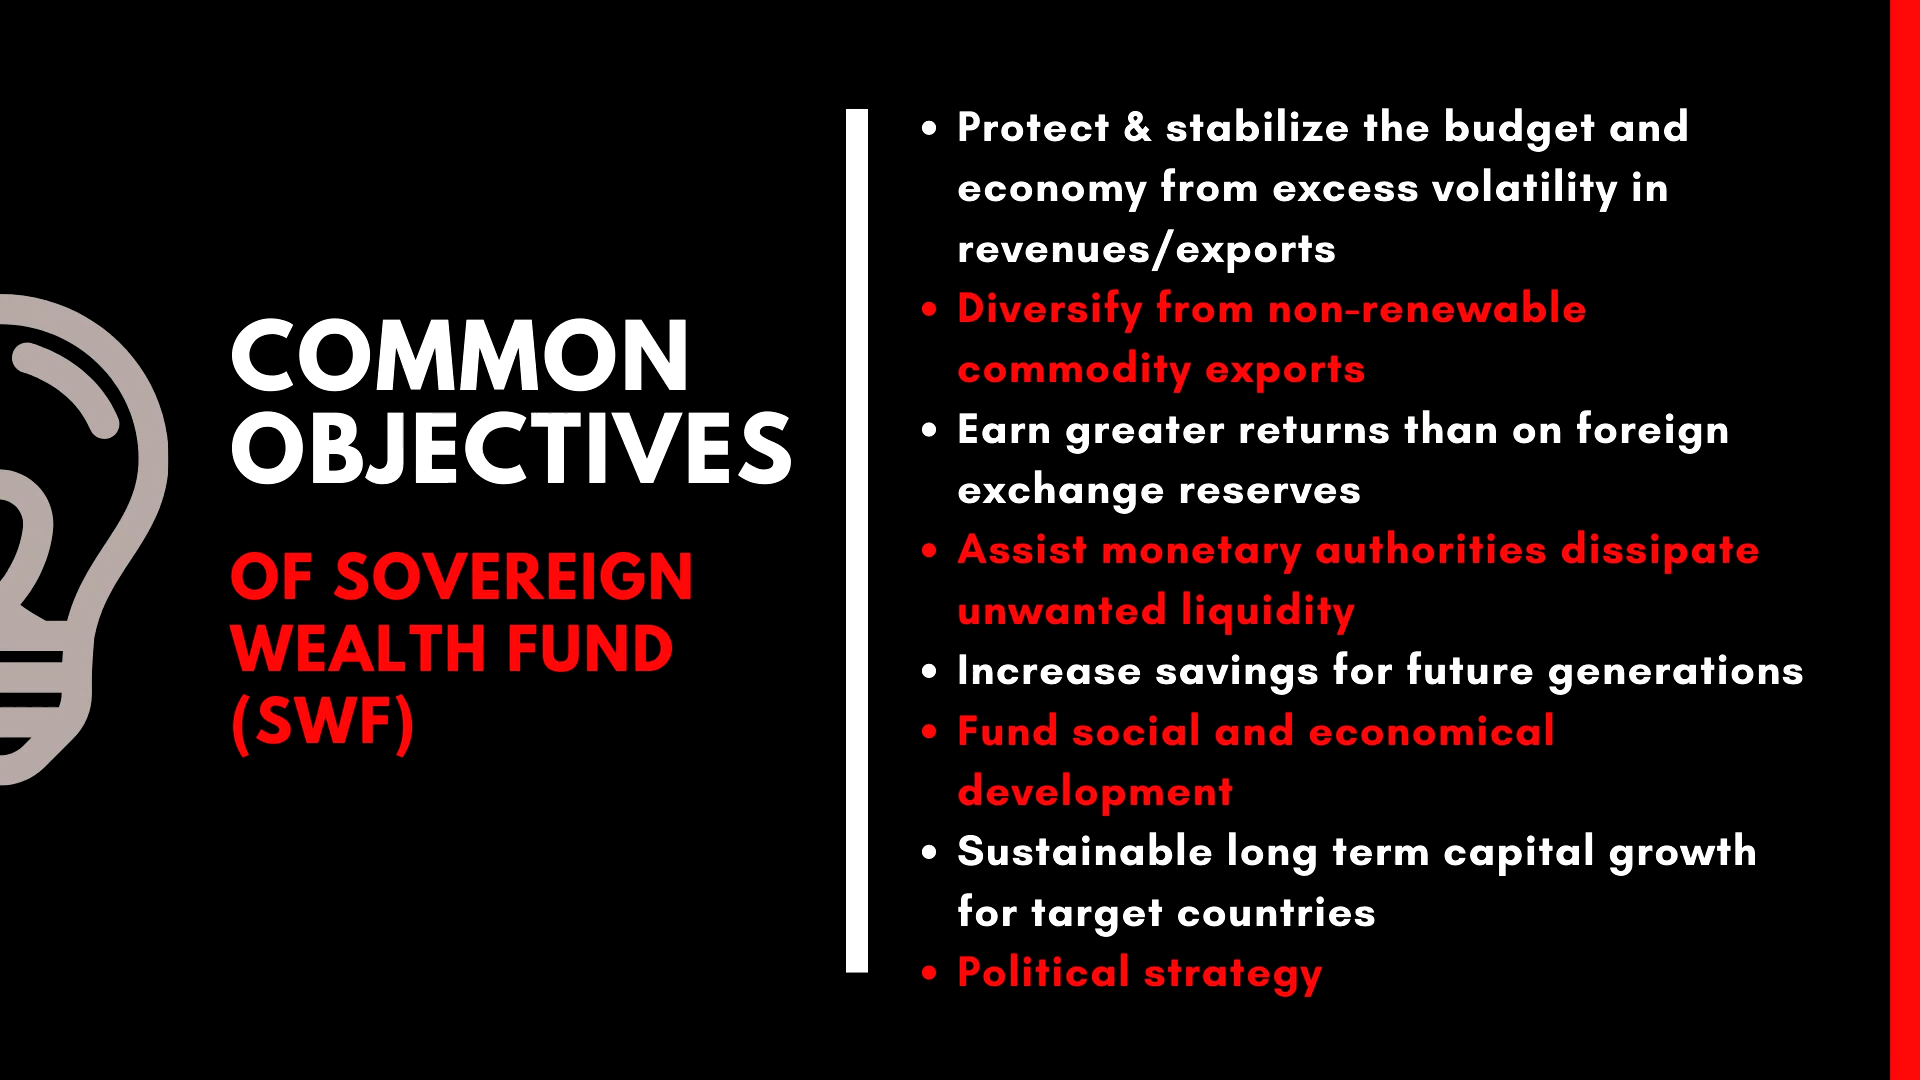 COMMON
OBJECTIVES
OF SOVEREIGN
WEALTH FUND
(SWF)
• Protect & stabilize the budget and
economy from excess volatility in
revenues/exports
• Diversify from non-renewable
commodity exports
• Earn greater returns than on foreign
exchange reserves
• Assist monetary authorities dissipate
unwanted liquidity
• Increase savings for future generations
• Fund social and economical
development
• Sustainable long term capital growth
for target countries
• Political strategy